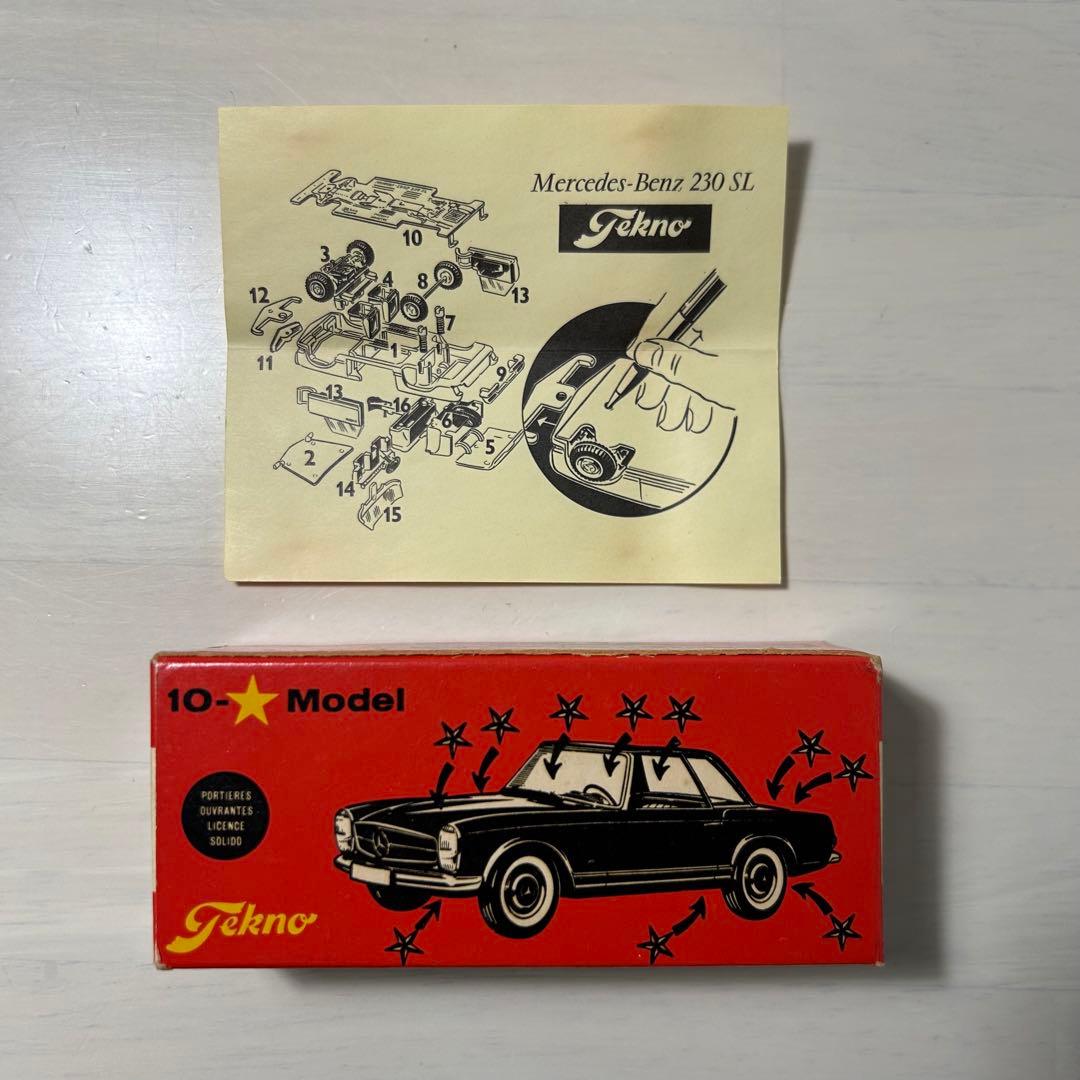 Mercedes-Benz 230 SL
Tekno
10
3
4
8
13
12
7
11
1
9
13
16
6
5
2
14
15
10-★ Model
PORTIERES
OUVRANTES
LICENCE
SOLIDO
Tekno